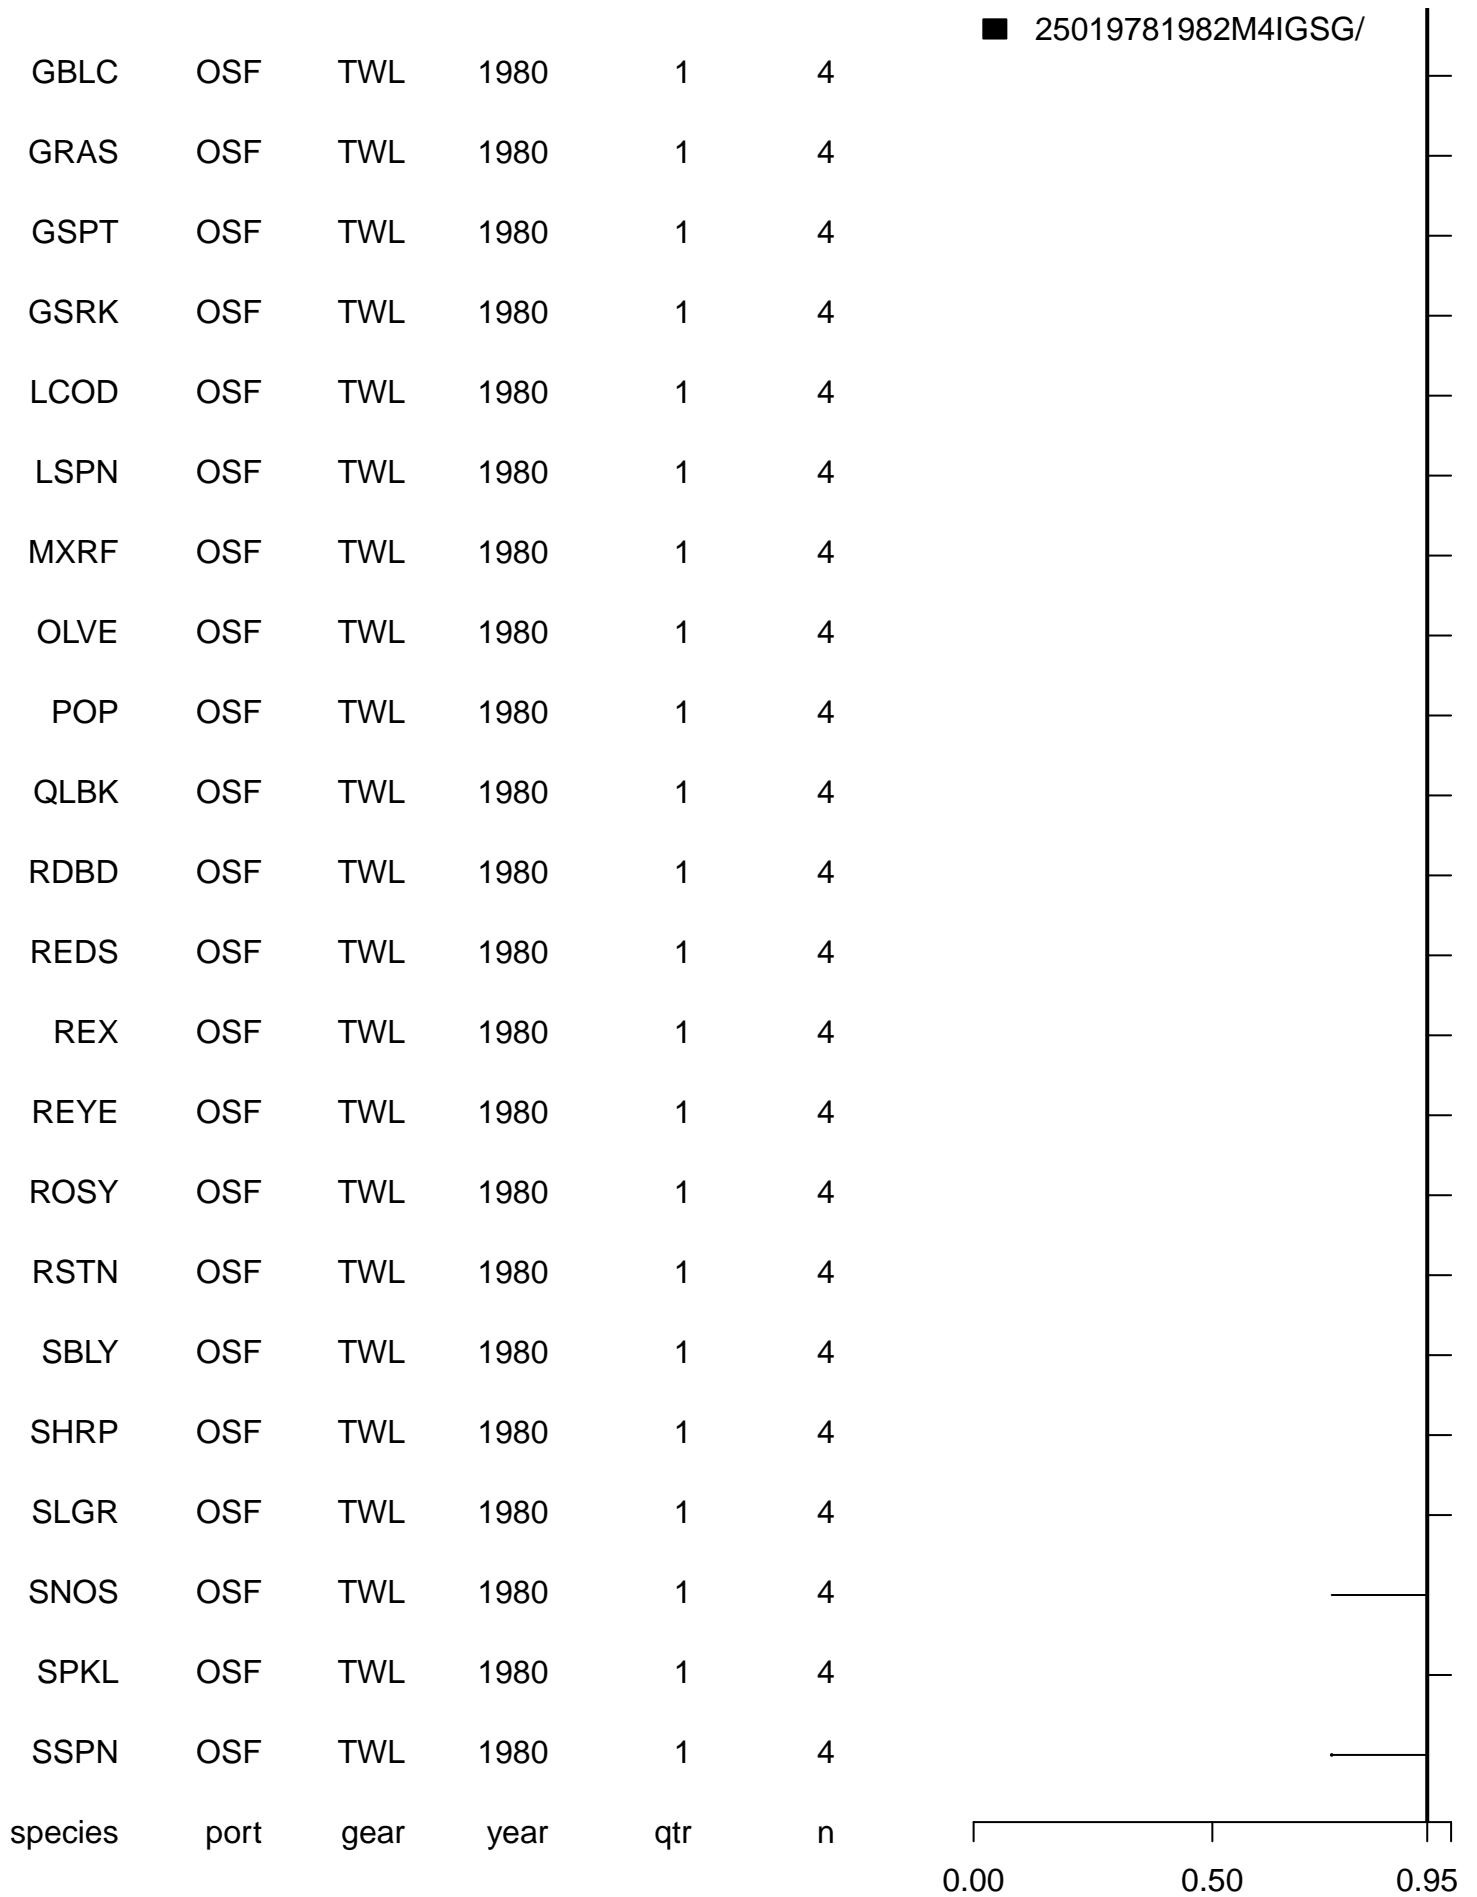 25019781982M4IGSG/
GBLC OSF TWL 1980 1 4
GRAS OSF TWL 1980 1 4
GSPT OSF TWL 1980 1 4
GSRK OSF TWL 1980 1 4
LCOD OSF TWL 1980 1 4
LSPN OSF TWL 1980 1 4
MXRF OSF TWL 1980 1 4
OLVE OSF TWL 1980 1 4
POP OSF TWL 1980 1 4
QLBK OSF TWL 1980 1 4
RDBD OSF TWL 1980 1 4
REDS OSF TWL 1980 1 4
REX OSF TWL 1980 1 4
REYE OSF TWL 1980 1 4
ROSY OSF TWL 1980 1 4
RSTN OSF TWL 1980 1 4
SBLY OSF TWL 1980 1 4
SHRP OSF TWL 1980 1 4
SLGR OSF TWL 1980 1 4
SNOS OSF TWL 1980 1 4
SPKL OSF TWL 1980 1 4
SSPN OSF TWL 1980 1 4
species port gear year qtr n
0.00 0.50 0.95